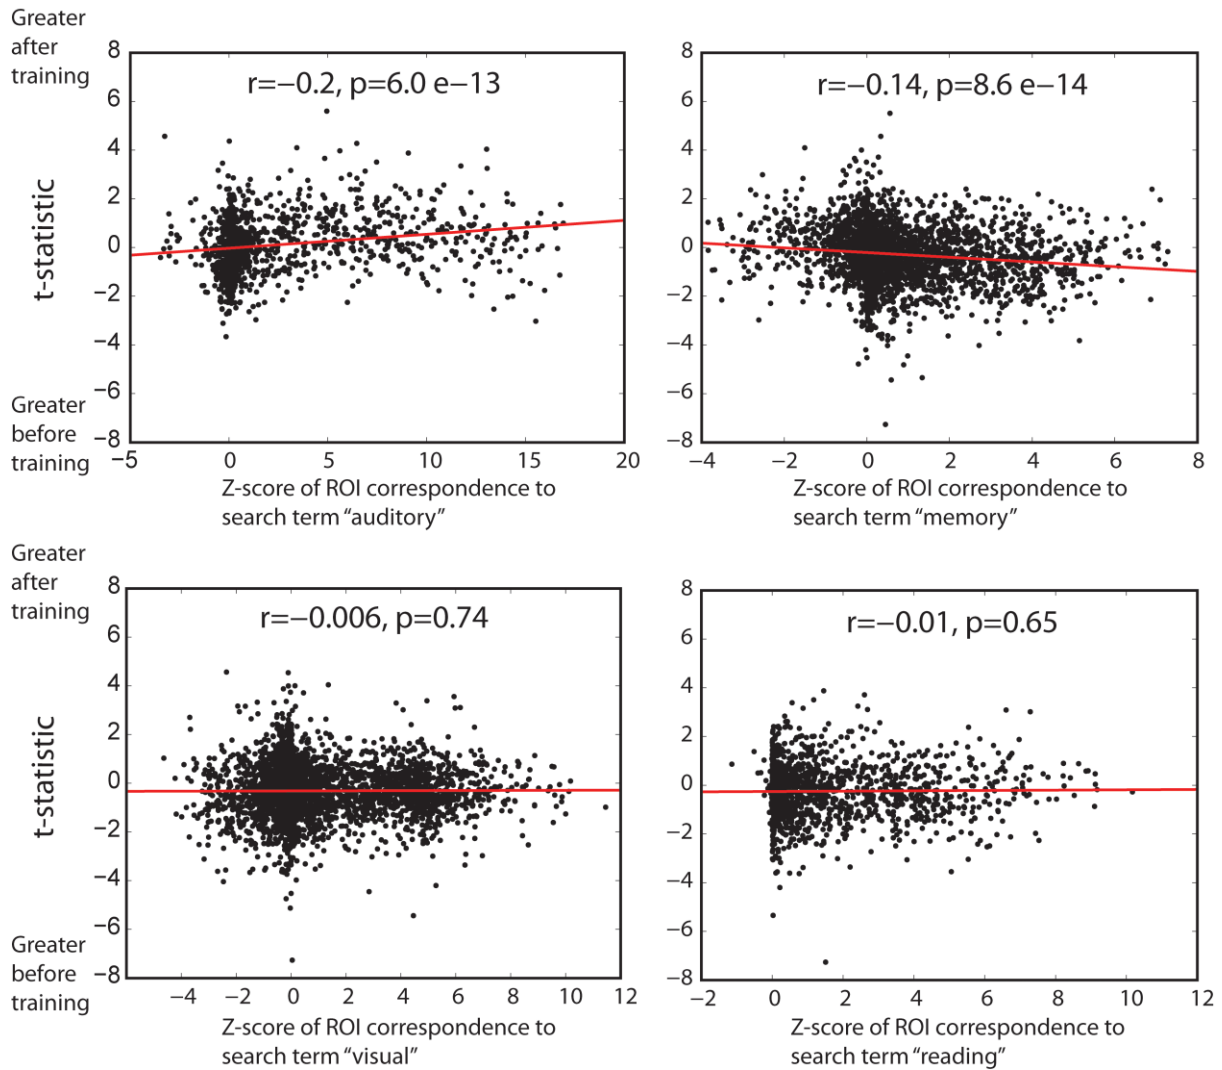 Greater
after
training
8
6
4
2
0
−2
−4
−6
−8
t-statistic
Greater
before
training
r=−0.2, p=6.0 e−13
−5
0
5
10
15
20
Z-score of ROI correspondence to
search term “auditory”
8
6
4
2
0
−2
−4
−6
−8
r=−0.14, p=8.6 e−14
−4
−2
0
2
4
6
8
Z-score of ROI correspondence to
search term “memory”
Greater
after
training
8
6
4
2
0
−2
−4
−6
−8
t-statistic
Greater
before
training
r=−0.006, p=0.74
−4
−2
0
2
4
6
8
10
12
Z-score of ROI correspondence to
search term “visual”
8
6
4
2
0
−2
−4
−6
−8
r=−0.01, p=0.65
−2
0
2
4
6
8
10
12
Z-score of ROI correspondence to
search term “reading”